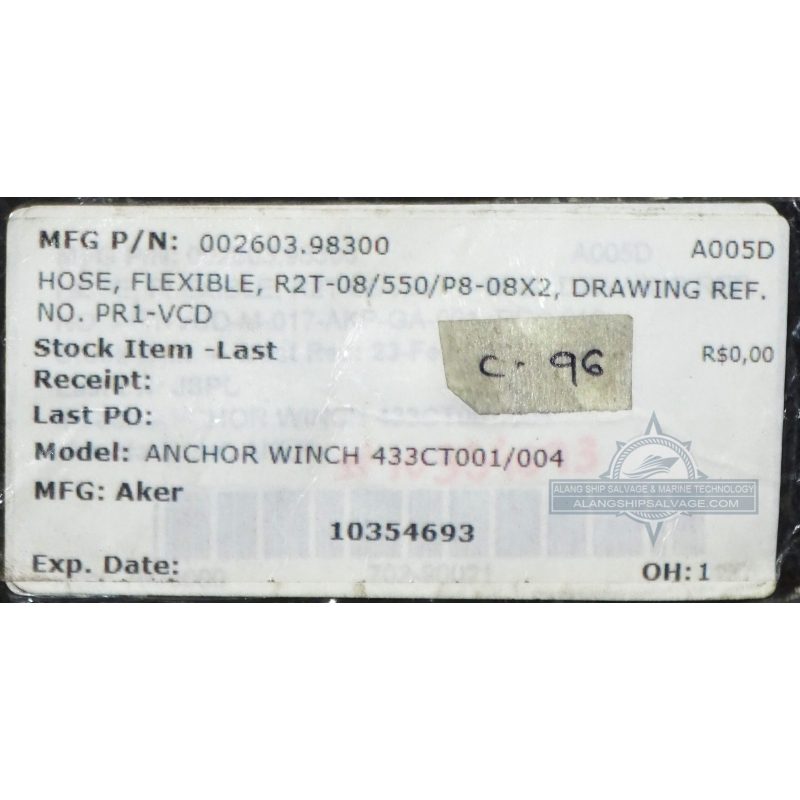 MFG P/N: 002603.98300 A005D
HOSE, FLEXIBLE, R2T-08/550/P8-08X2, DRAWING REF.
NO. PR1-VCD
Stock Item -Last R$0,00
C-96
Receipt:
Last PO:
Model: ANCHOR WINCH 433CT001/004
MFG: Aker
ALANG SHIP SALVAGE & MARINE TECHNOLOGY
ALANGSHIPSALVAGE.COM
10354693
Exp. Date: OH: 1